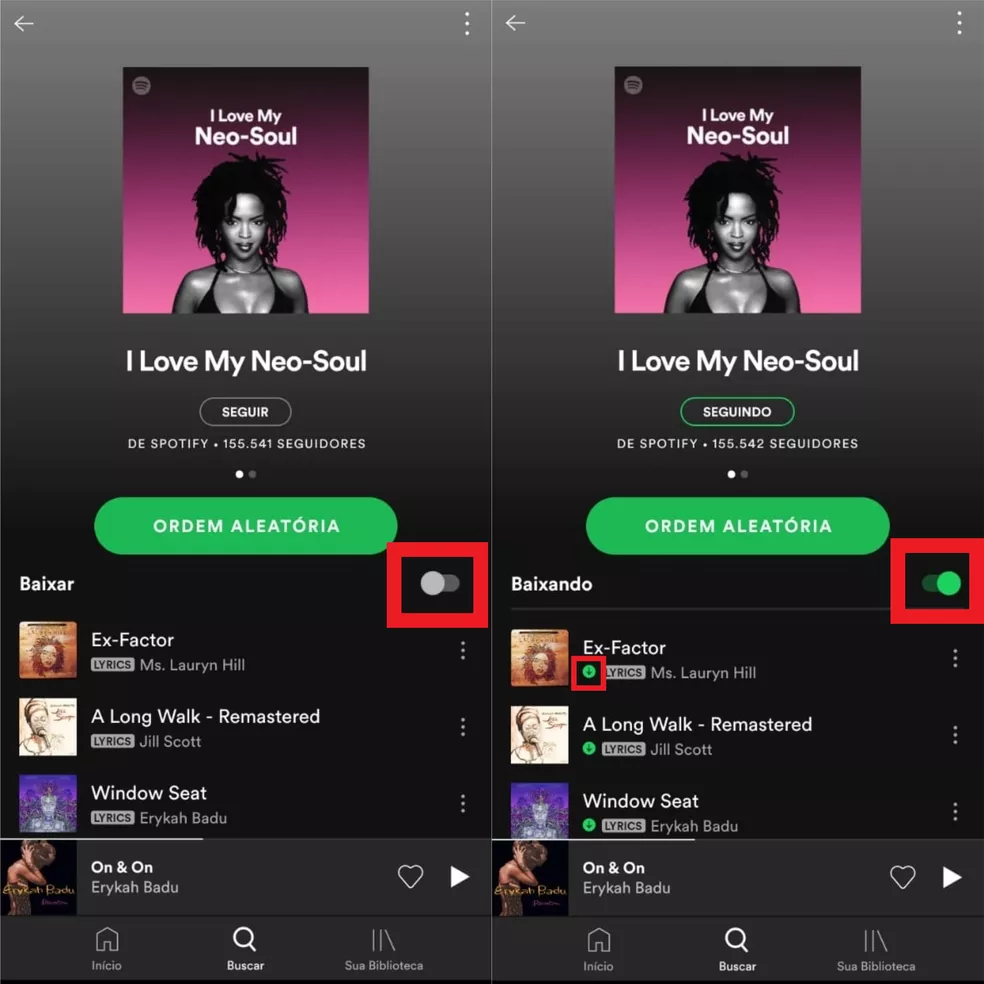 I Love My
Neo-Soul
I Love My Neo-Soul
SEGUIR
DE SPOTIFY • 155.541 SEGUIDORES
ORDEM ALEATÓRIA
Baixar
Ex-Factor
LYRICS Ms. Lauryn Hill
A Long Walk - Remastered
LYRICS Jill Scott
Window Seat
LYRICS Erykah Badu
Erykah Badu
On & On
Erykah Badu
Início
Buscar
Sua Biblioteca
I Love My
Neo-Soul
I Love My Neo-Soul
SEGUINDO
DE SPOTIFY • 155.542 SEGUIDORES
ORDEM ALEATÓRIA
Baixando
Ex-Factor
LYRICS Ms. Lauryn Hill
A Long Walk - Remastered
LYRICS Jill Scott
Window Seat
LYRICS Erykah Badu
Erykah Badu
On & On
Erykah Badu
Início
Buscar
Sua Biblioteca